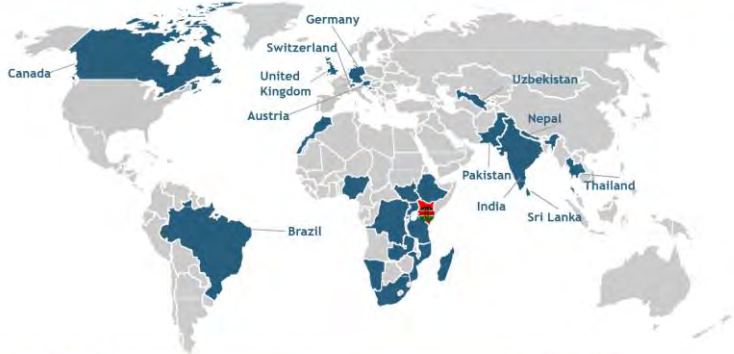 Germany
Switzerland
Canada
United
Kingdom
Uzbekistan
Austria
Nepal
Pakistan
Thailand
India
Sri Lanka
Brazil